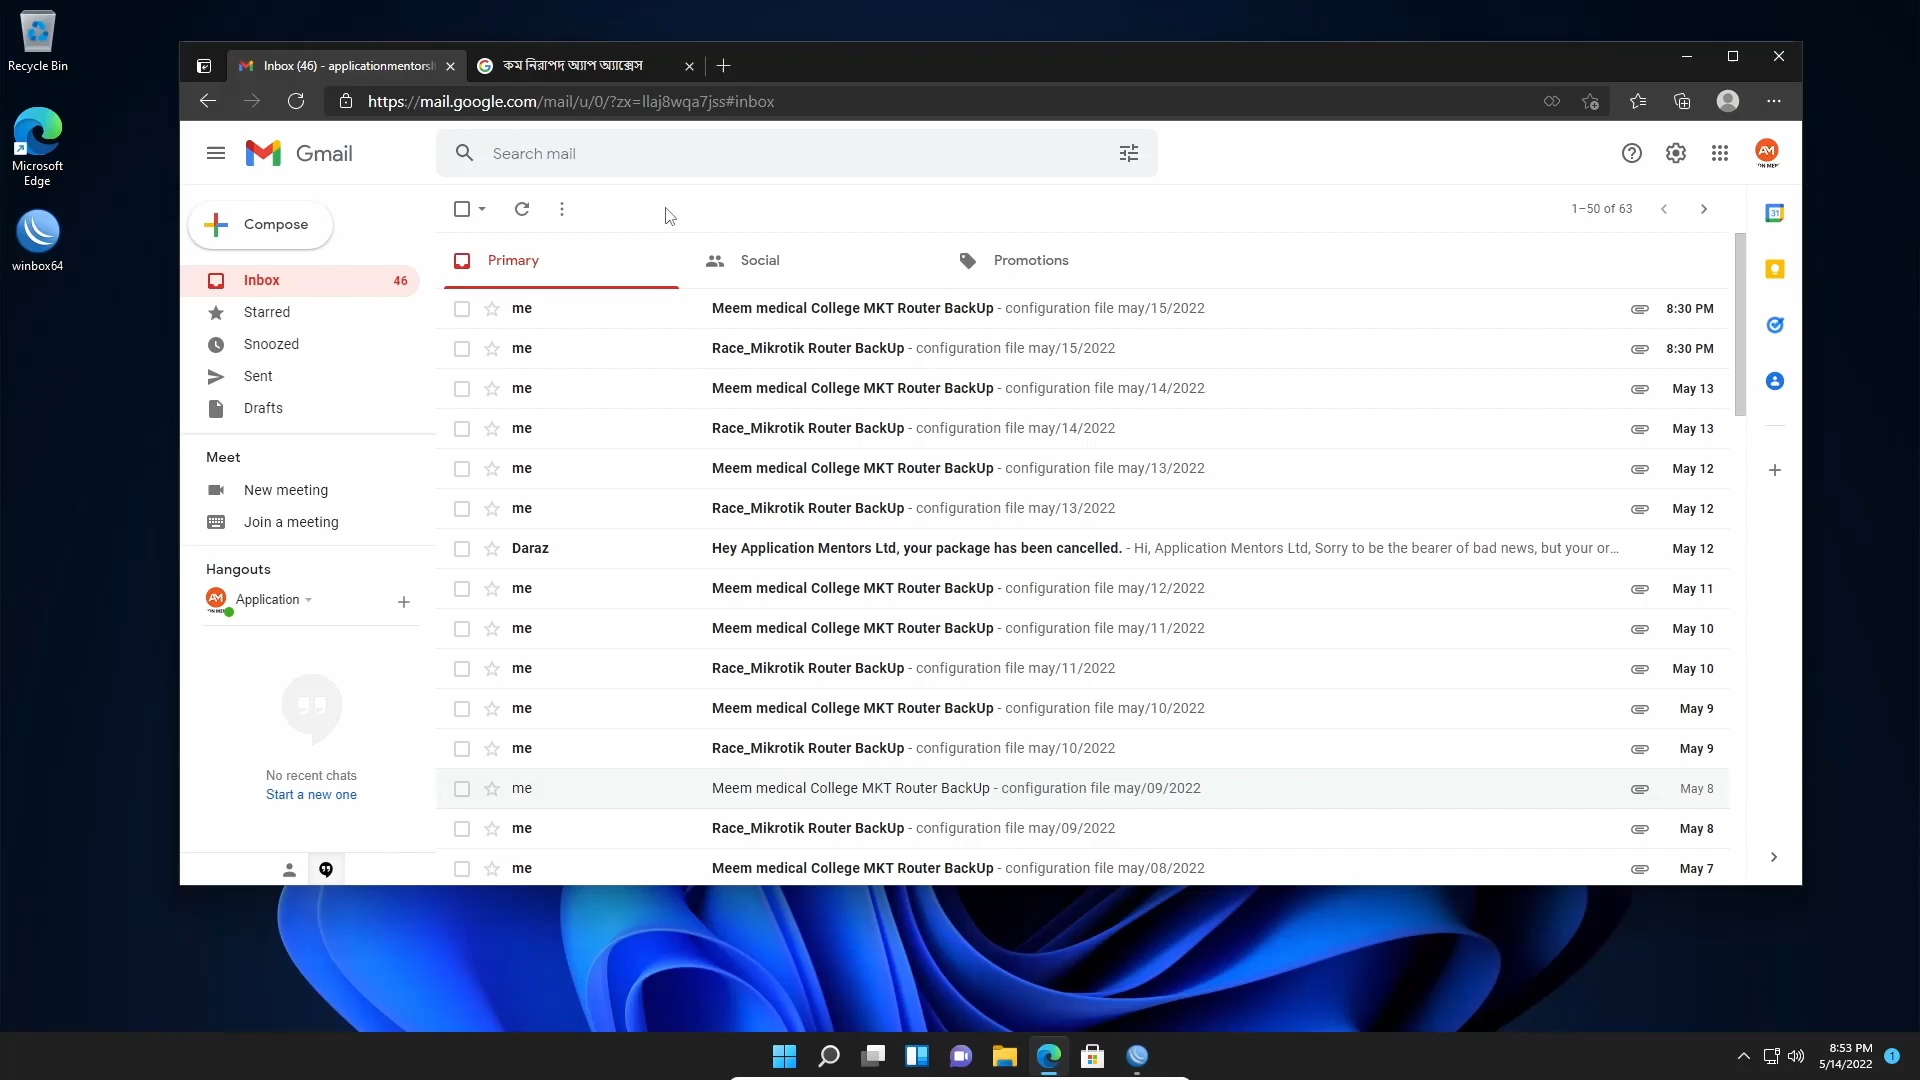 Recycle Bin
Microsoft Edge
winbox64
Inbox (46) - applicationmentorsl
কম নিরাপদ অ্যাপ অ্যাক্সেস
https://mail.google.com/mail/u/0/?zx=llaj8wqa7jss#inbox
Gmail
Search mail
AM
Compose
1–50 of 63
31
Inbox 46
Starred
Snoozed
Sent
Drafts
Meet
New meeting
Join a meeting
Hangouts
AM Application
No recent chats
Start a new one
Primary
Social
Promotions
me Meem medical College MKT Router BackUp - configuration file may/15/2022 8:30 PM
me Race_Mikrotik Router BackUp - configuration file may/15/2022 8:30 PM
me Meem medical College MKT Router BackUp - configuration file may/14/2022 May 13
me Race_Mikrotik Router BackUp - configuration file may/14/2022 May 13
me Meem medical College MKT Router BackUp - configuration file may/13/2022 May 12
me Race_Mikrotik Router BackUp - configuration file may/13/2022 May 12
Daraz Hey Application Mentors Ltd, your package has been cancelled. - Hi, Application Mentors Ltd, Sorry to be the bearer of bad news, but your or... May 12
me Meem medical College MKT Router BackUp - configuration file may/12/2022 May 11
me Meem medical College MKT Router BackUp - configuration file may/11/2022 May 10
me Race_Mikrotik Router BackUp - configuration file may/11/2022 May 10
me Meem medical College MKT Router BackUp - configuration file may/10/2022 May 9
me Race_Mikrotik Router BackUp - configuration file may/10/2022 May 9
me Meem medical College MKT Router BackUp - configuration file may/09/2022 May 8
me Race_Mikrotik Router BackUp - configuration file may/09/2022 May 8
me Meem medical College MKT Router BackUp - configuration file may/08/2022 May 7
8:53 PM
5/14/2022
1